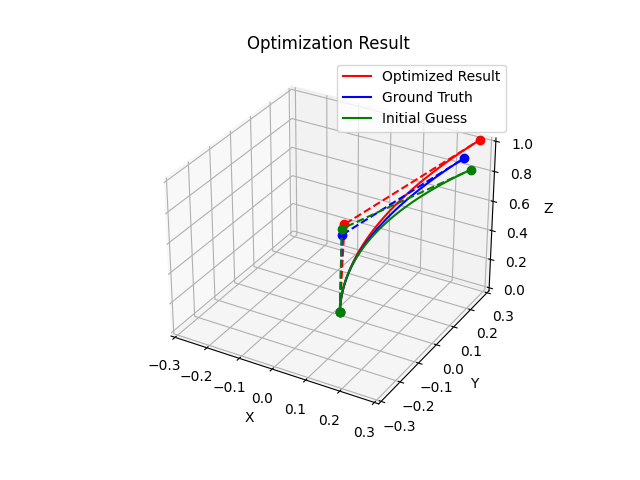 Optimization Result
Optimized Result
Ground Truth
Initial Guess
1.0
0.8
0.6
0.4
0.2
0.0
Z
0.3
0.2
0.1
0.0
−0.1
−0.2
−0.3
Y
−0.3
−0.2
−0.1
0.0
0.1
0.2
0.3
X